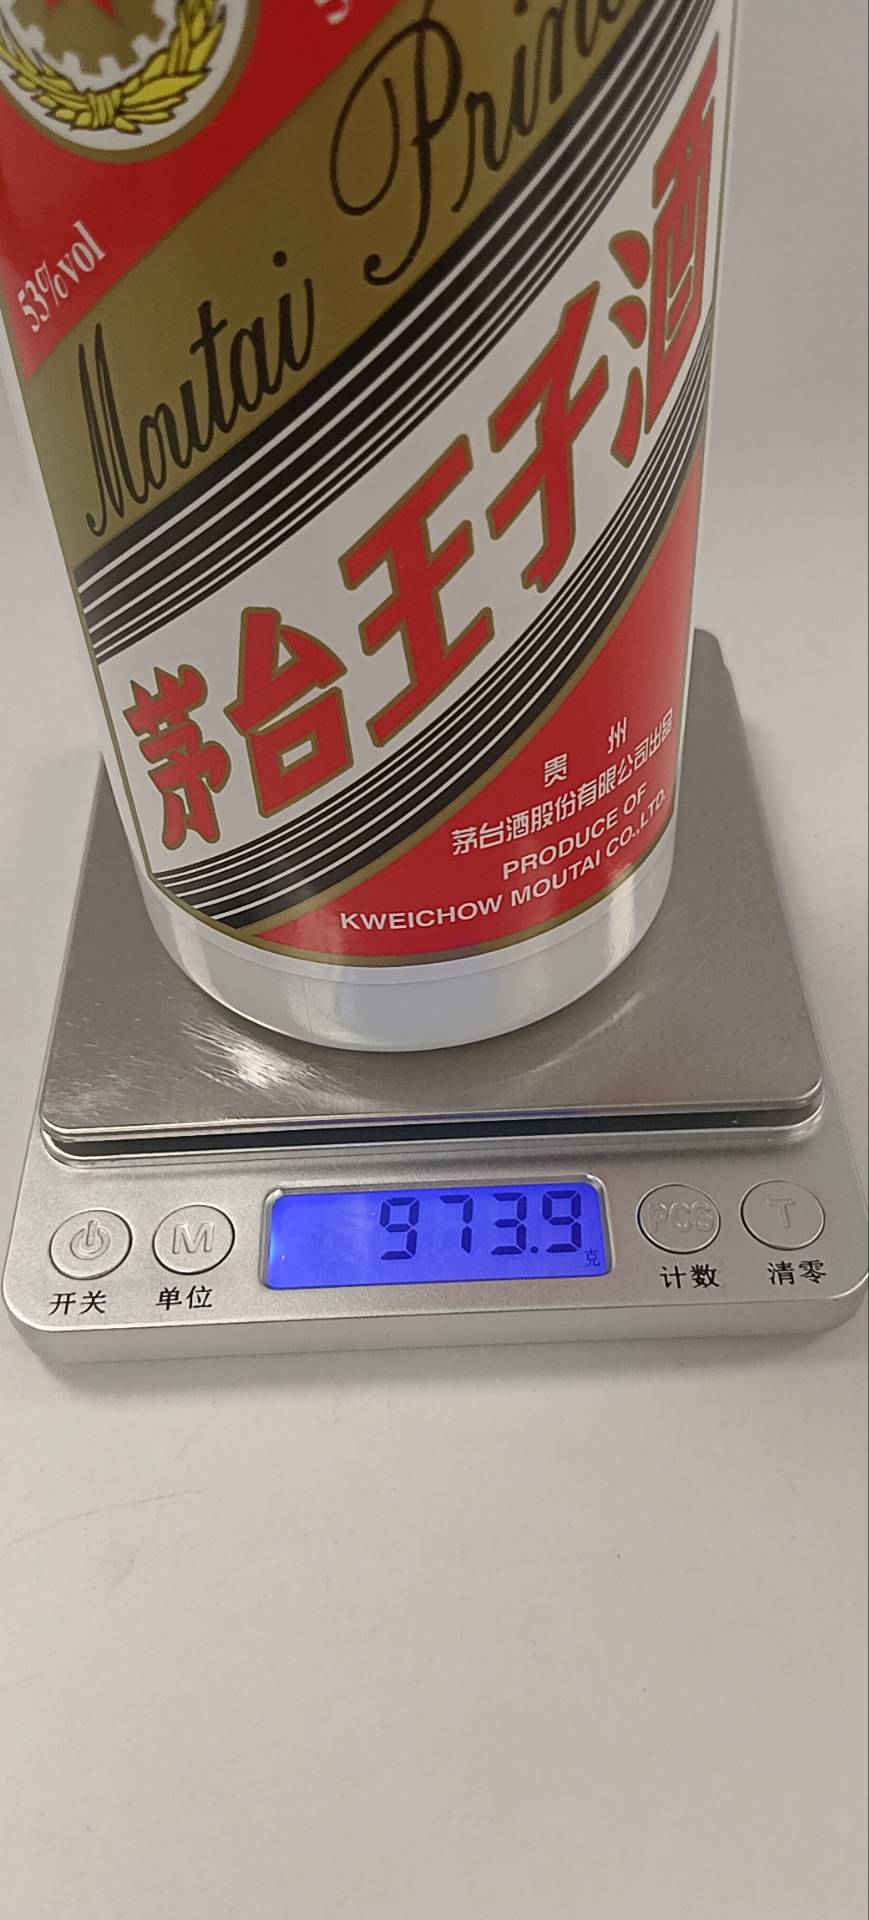 53%vol
Moutai Prin
茅台王子酒
贵 州
茅台酒股份有限公司出品
PRODUCE OF
KWEICHOW MOUTAI CO.,LTD.
973.9
克
M
PCS
T
开关
单位
计数
清零